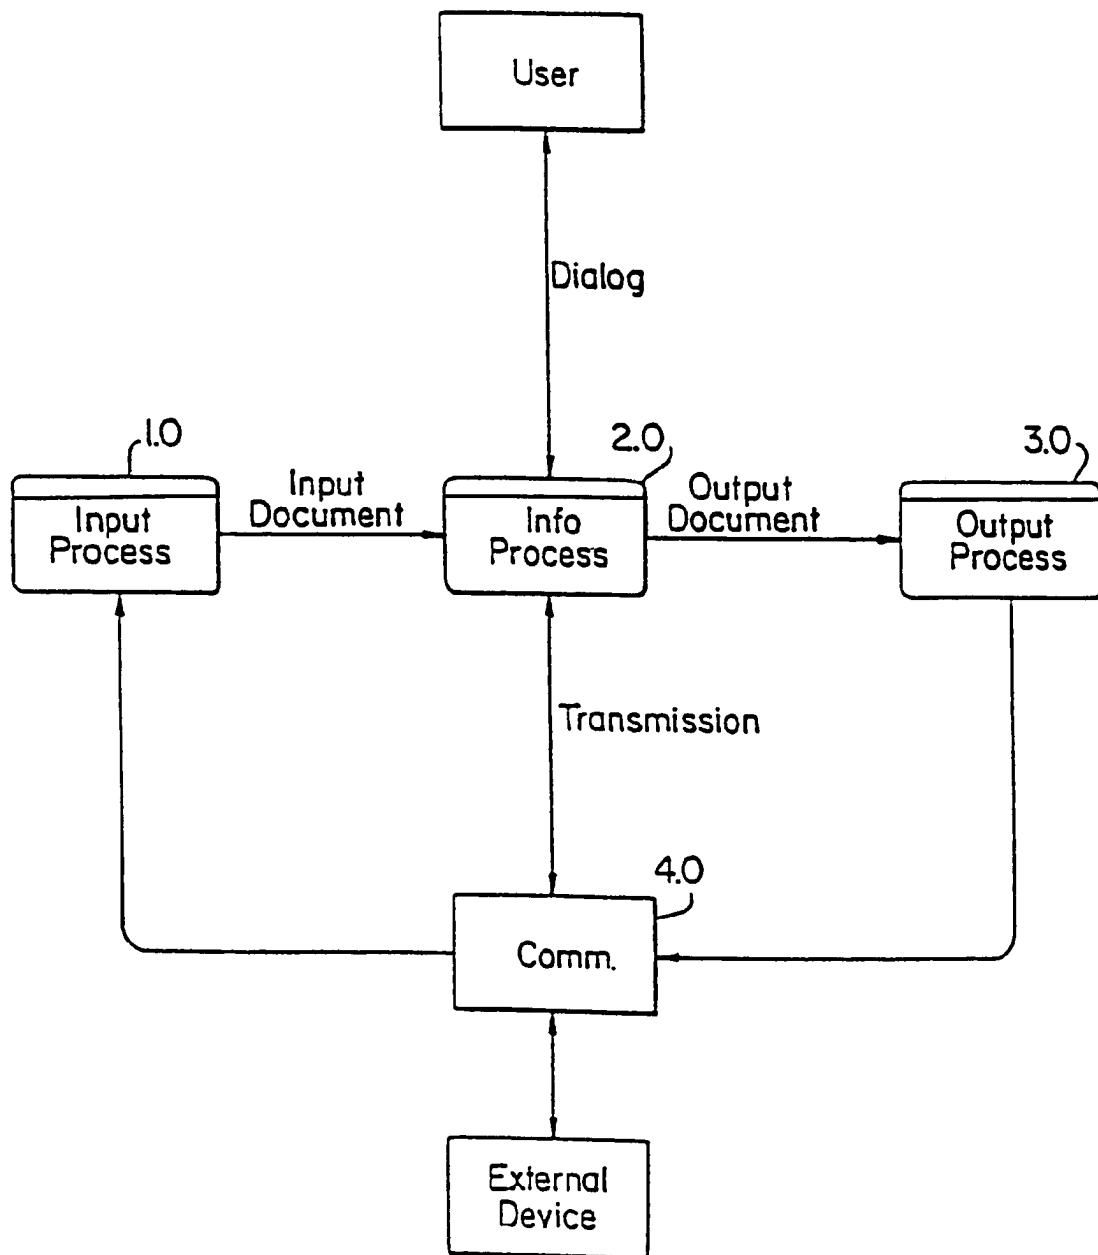 User
Dialog
1.0
2.0
3.0
Input
Document
Output
Document
Input
Process
Info
Process
Output
Process
Transmission
4.0
Comm.
External
Device